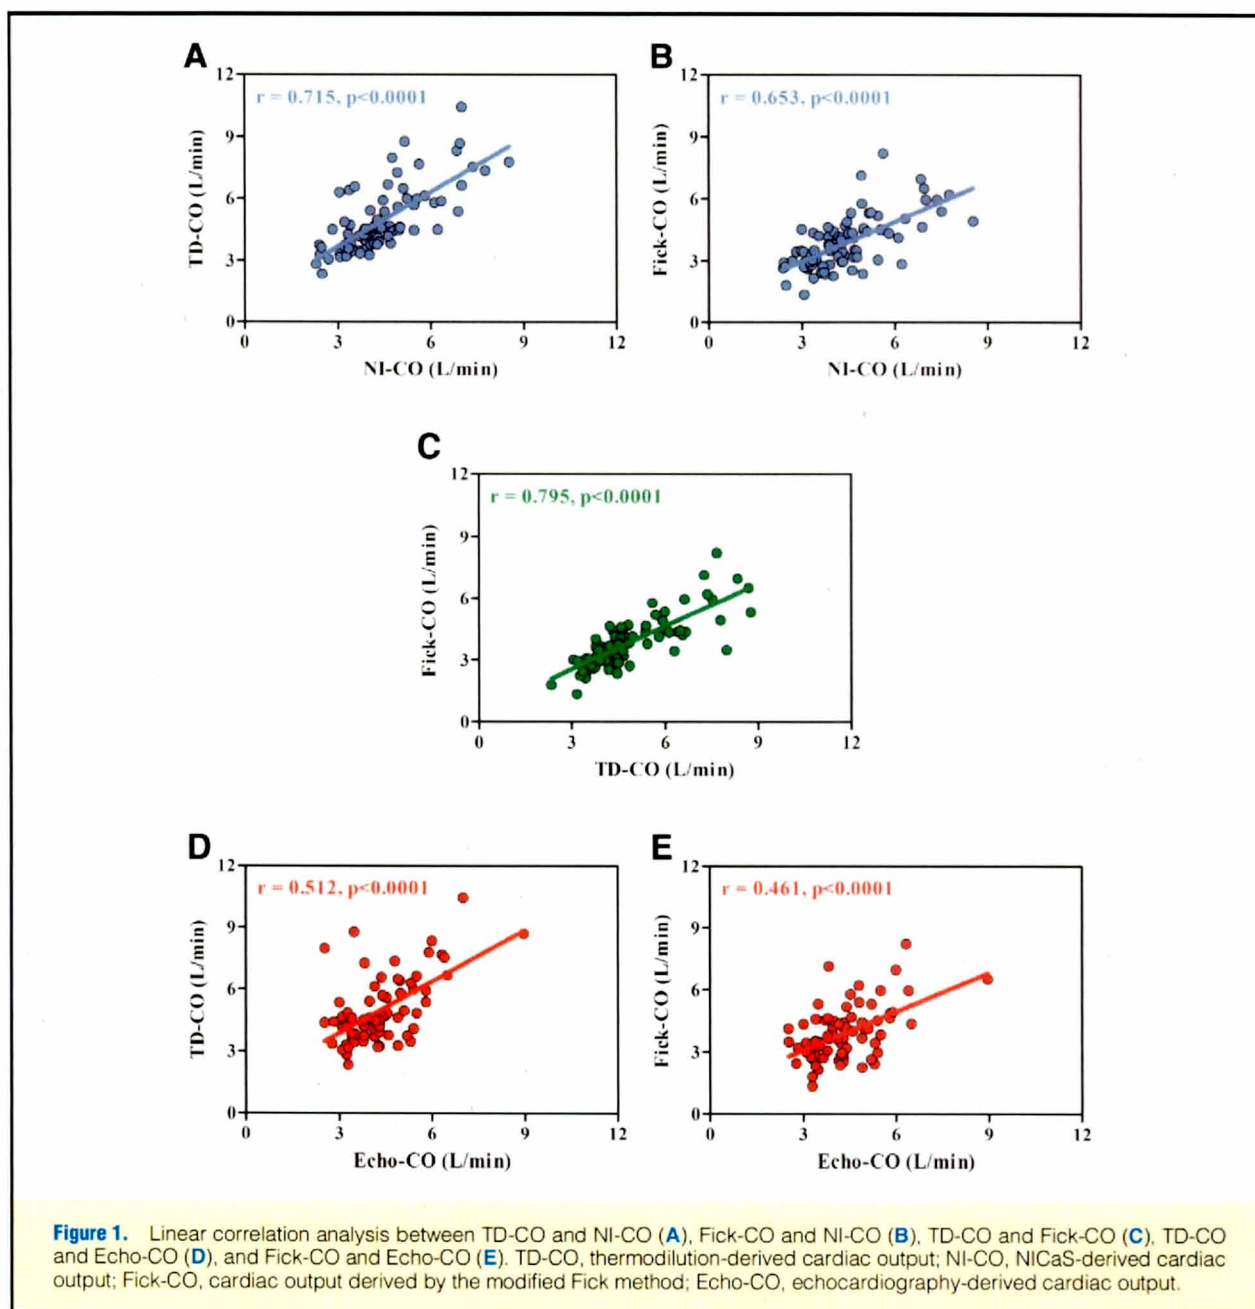 A
12
9
6
3
0
TD-CO (L/min)
r = 0.715, p<0.0001
0 3 6 9 12
NI-CO (L/min)
B
12
9
6
3
0
Fick-CO (L/min)
r = 0.653, p<0.0001
0 3 6 9 12
NI-CO (L/min)
C
12
9
6
3
0
Fick-CO (L/min)
r = 0.795, p<0.0001
0 3 6 9 12
TD-CO (L/min)
D
12
9
6
3
0
TD-CO (L/min)
r = 0.512, p<0.0001
0 3 6 9 12
Echo-CO (L/min)
E
12
9
6
3
0
Fick-CO (L/min)
r = 0.461, p<0.0001
0 3 6 9 12
Echo-CO (L/min)
Figure 1. Linear correlation analysis between TD-CO and NI-CO (A), Fick-CO and NI-CO (B), TD-CO and Fick-CO (C), TD-CO
and Echo-CO (D), and Fick-CO and Echo-CO (E). TD-CO, thermodilution-derived cardiac output; NI-CO, NICaS-derived cardiac
output; Fick-CO, cardiac output derived by the modified Fick method; Echo-CO, echocardiography-derived cardiac output.